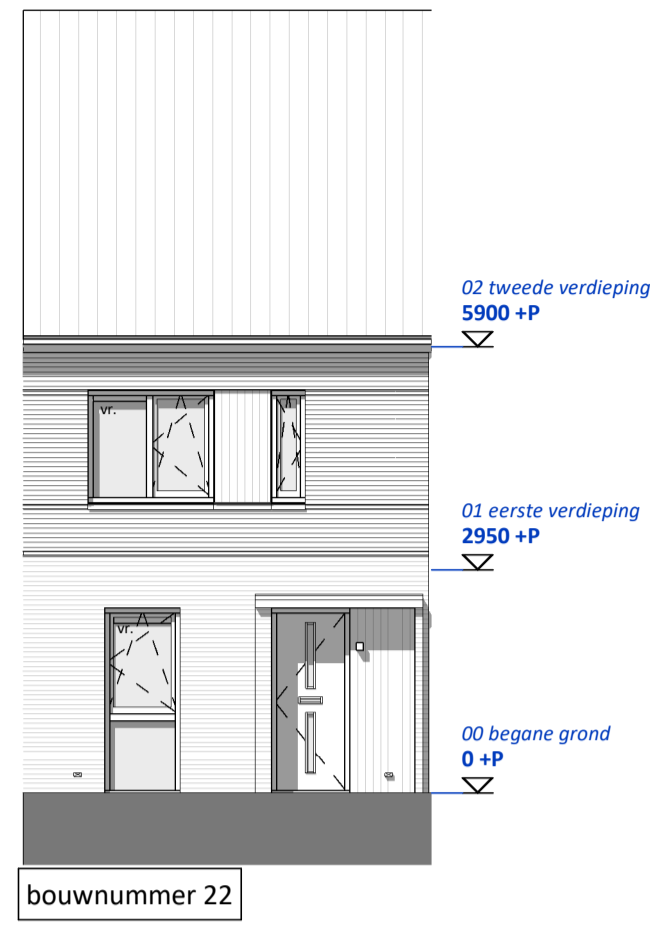 02 tweede verdieping
5900 +P
vr.
01 eerste verdieping
2950 +P
vr.
00 begane grond
0 +P
bouwnummer 22